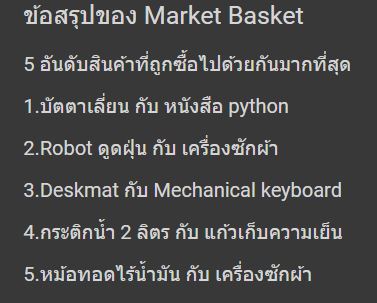 ข้อสรุปของ Market Basket
5 อันดับสินค้าที่ถูกซื้อไปด้วยกันมากที่สุด
1.บัตตาเลี่ยน กับ หนังสือ python
2.Robot ดูดฝุ่น กับ เครื่องซักผ้า
3.Deskmat กับ Mechanical keyboard
4.กระติกน้ำ 2 ลิตร กับ แก้วเก็บความเย็น
5.หม้อทอดไร้น้ำมัน กับ เครื่องซักผ้า